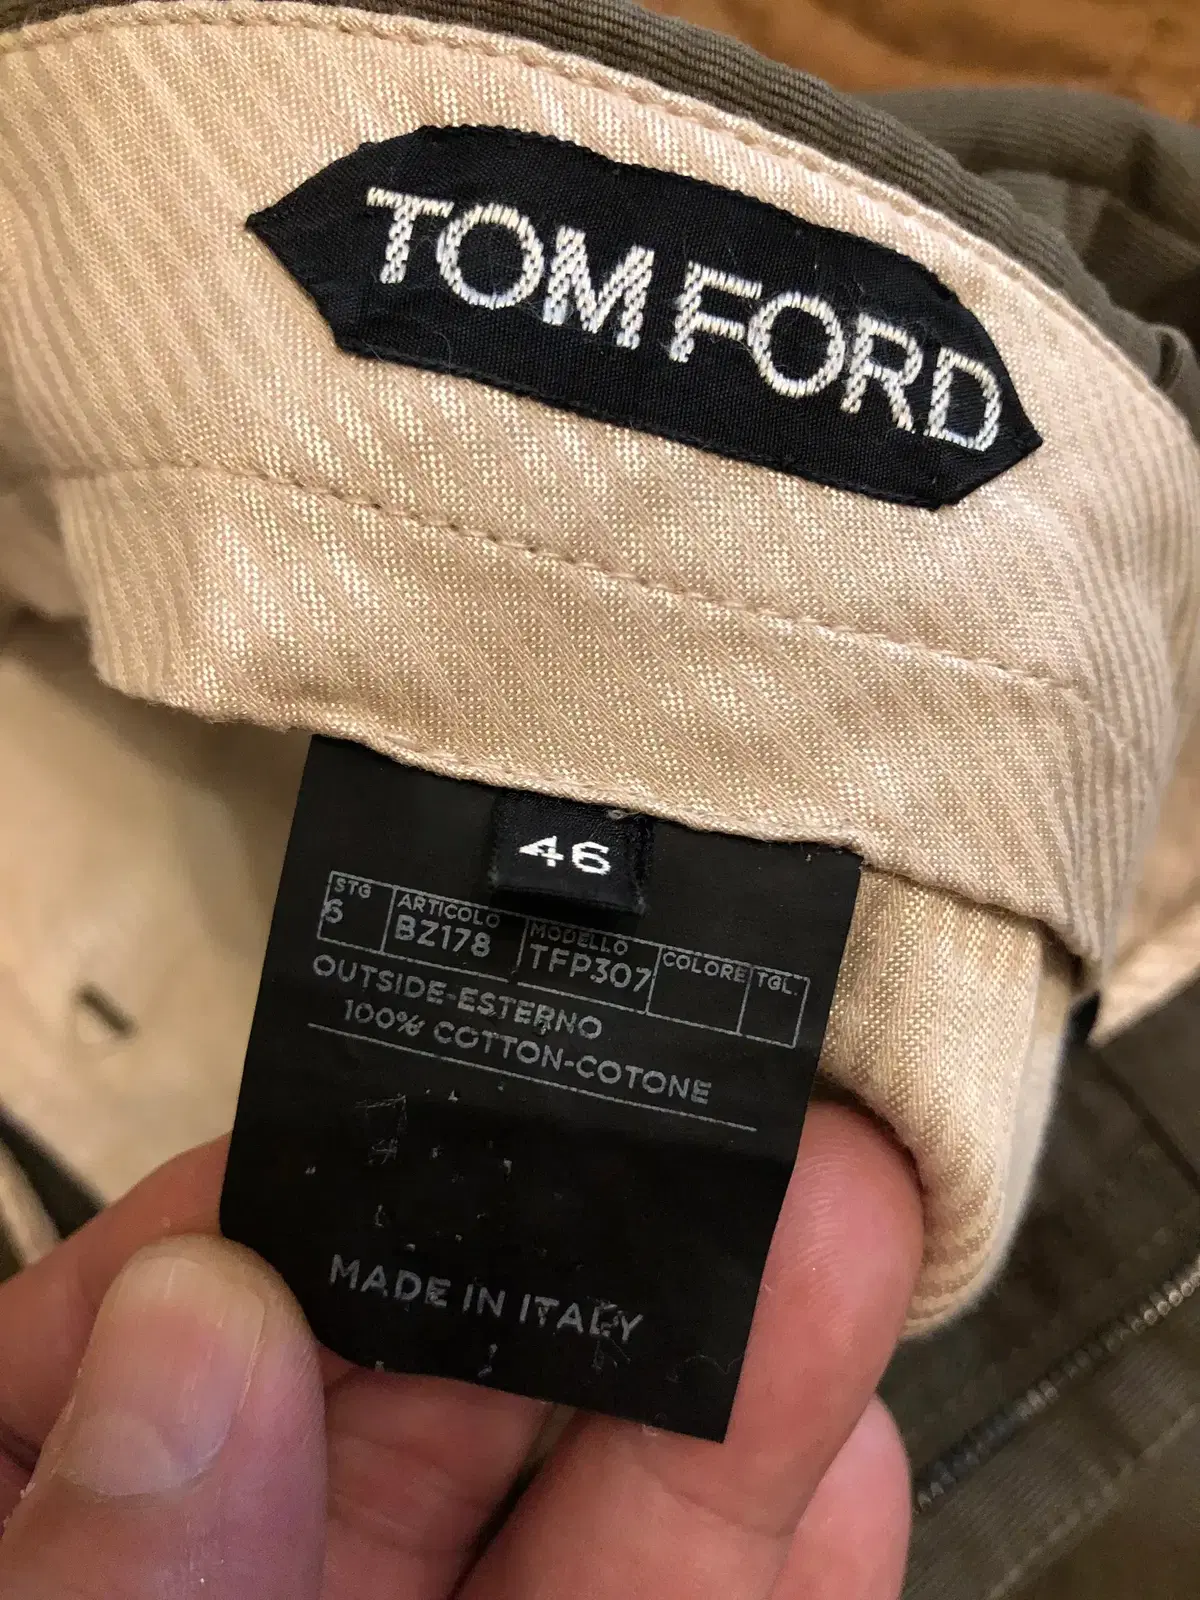 TOM FORD
46
STG ARTICOLO MODELLO COLORE TGL.
6 BZ178 TFP307
OUTSIDE-ESTERNO
100% COTTON-COTONE
MADE IN ITALY